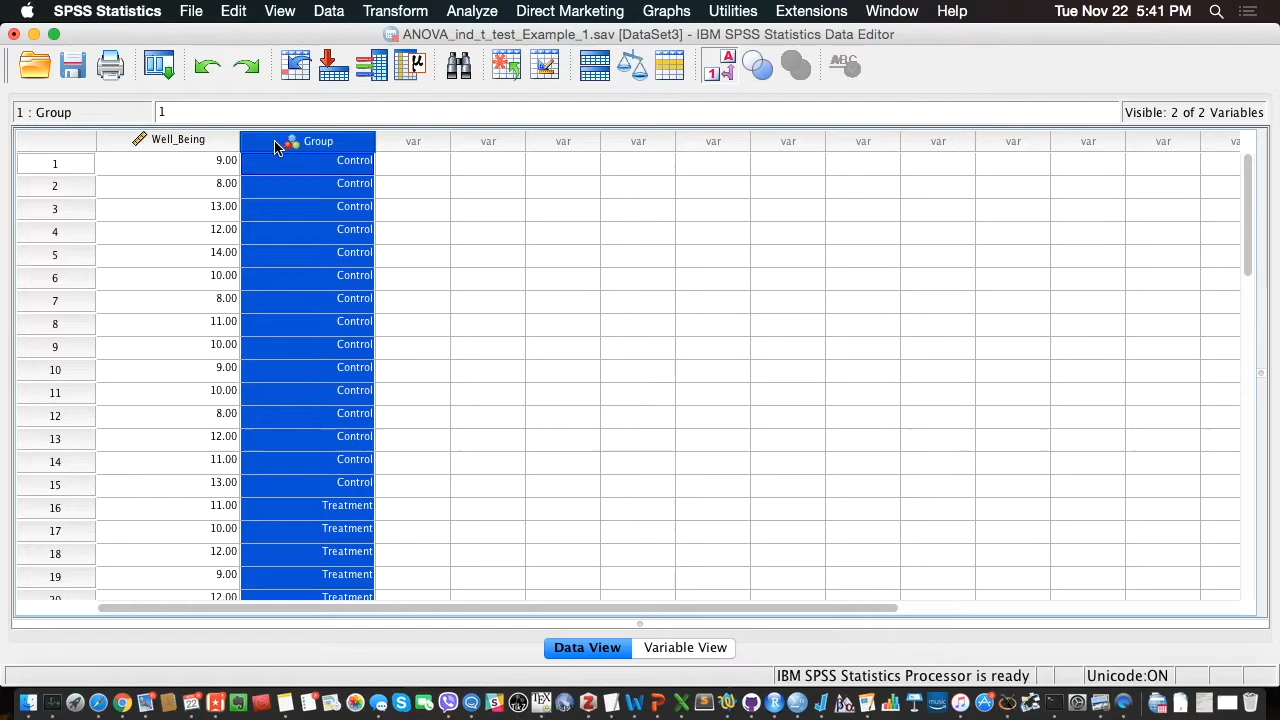 SPSS Statistics File Edit View Data Transform Analyze Direct Marketing Graphs Utilities Extensions Window Help Tue Nov 22 5:41 PM
ANOVA_ind_t_test_Example_1.sav [DataSet3] - IBM SPSS Statistics Data Editor
1 : Group 1 Visible: 2 of 2 Variables
Well_Being Group var var var var var var var var var var var va
1 9.00 Control
2 8.00 Control
3 13.00 Control
4 12.00 Control
5 14.00 Control
6 10.00 Control
7 8.00 Control
8 11.00 Control
9 10.00 Control
10 9.00 Control
11 10.00 Control
12 8.00 Control
13 12.00 Control
14 11.00 Control
15 13.00 Control
16 11.00 Treatment
17 10.00 Treatment
18 12.00 Treatment
19 9.00 Treatment
20 12.00 Treatment
Data View Variable View
IBM SPSS Statistics Processor is ready Unicode:ON